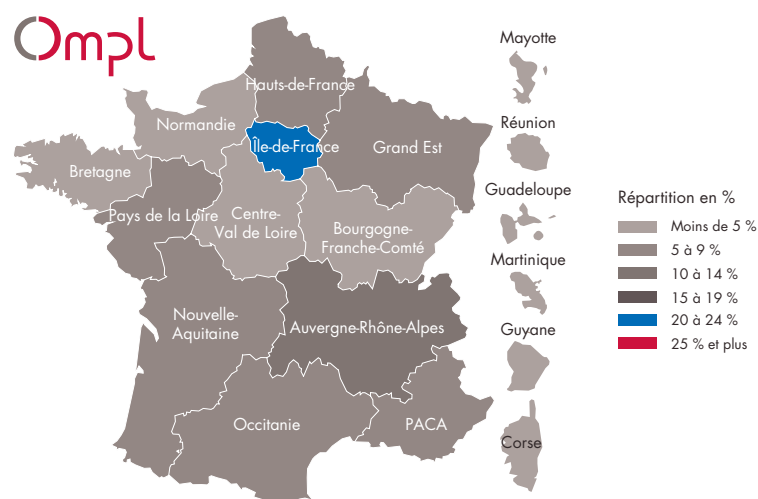 Ompl
Mayotte
Hauts-de-France
Normandie
Réunion
Île-de-France
Grand Est
Bretagne
Guadeloupe
Pays de la Loire
Centre-
Val de Loire
Bourgogne-
Franche-Comté
Martinique
Nouvelle-
Aquitaine
Auvergne-Rhône-Alpes
Guyane
Occitanie
PACA
Corse
Répartition en %
Moins de 5 %
5 à 9 %
10 à 14 %
15 à 19 %
20 à 24 %
25 % et plus